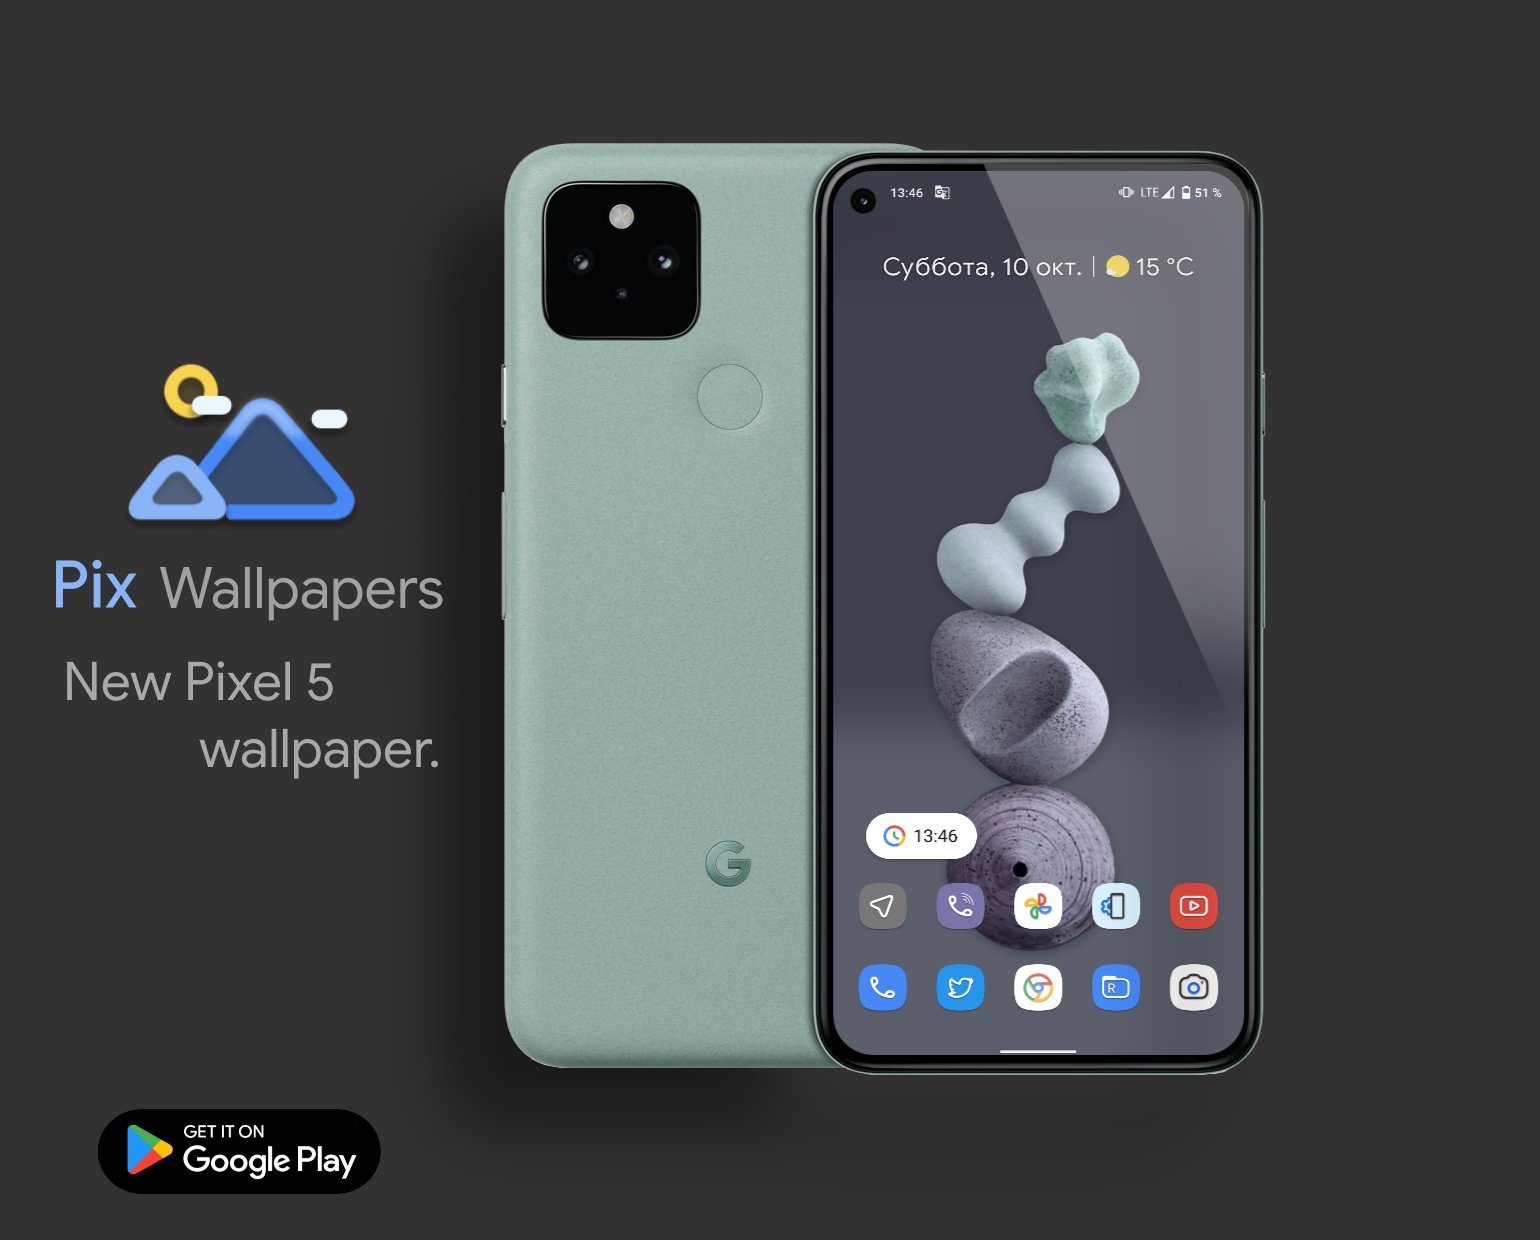 Pix Wallpapers
New Pixel 5
wallpaper.
GET IT ON
Google Play
13:46
LTE 51 %
Суббота, 10 окт. | 15 °C
13:46
R
G